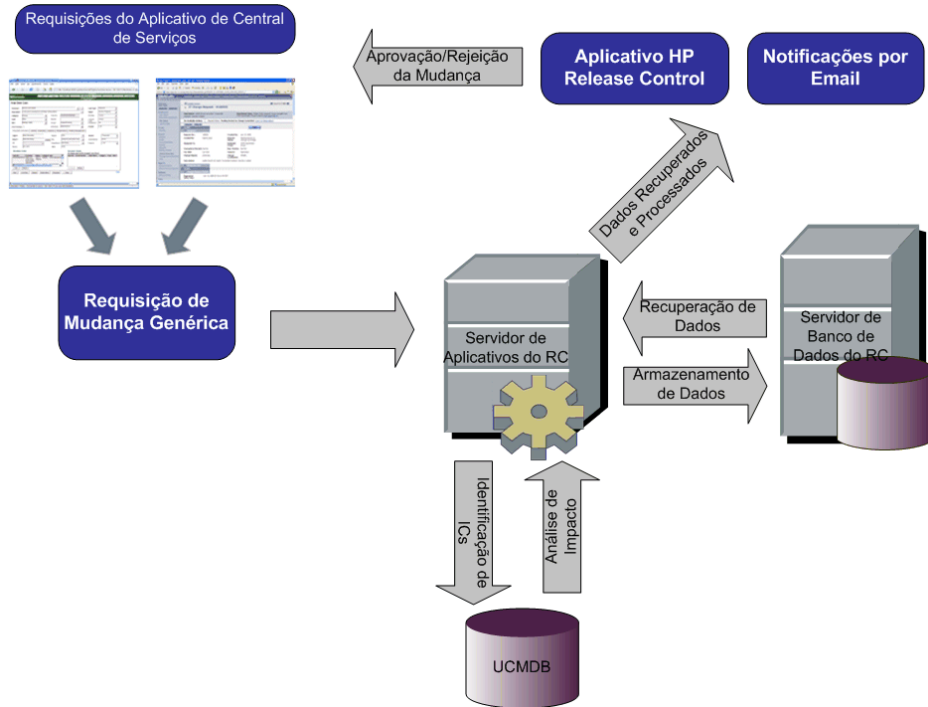 Requisições do Aplicativo de Central
de Serviços
Aprovação/Rejeição
da Mudança
Aplicativo HP
Release Control
Notificações por
Email
Dados Recuperados
e Processados
Requisição de
Mudança Genérica
Servidor de
Aplicativos do RC
Recuperação de
Dados
Servidor de
Banco de
Dados do RC
Armazenamento
de Dados
Identificação de
ICs
Análise de
Impacto
UCMDB